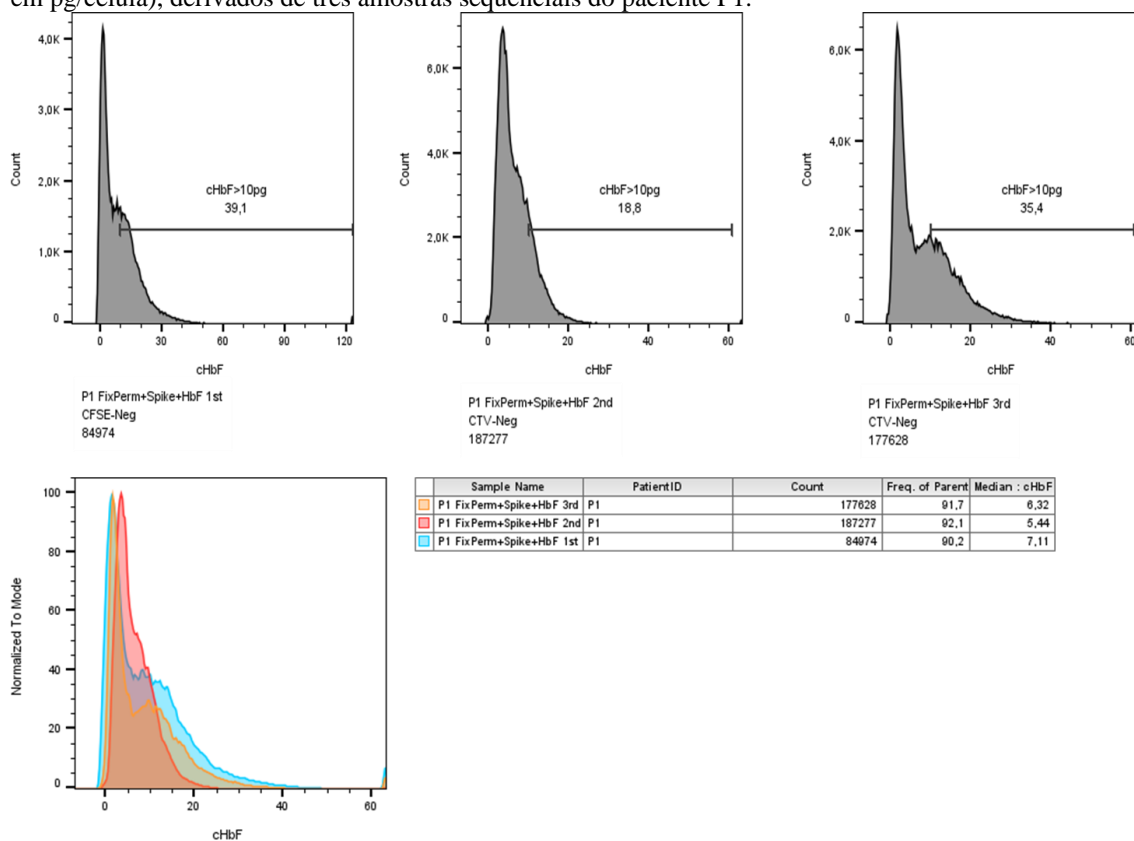 em pg/célula), derivados de três amostras sequenciais do paciente P1.
4,0K
3,0K
2,0K
1,0K
0
Count
cHbF>10pg
39,1
0 30 60 90 120
cHbF
P1 FixPerm+Spike+HbF 1st
CFSE-Neg
84974
6,0K
4,0K
2,0K
0
Count
cHbF>10pg
18,8
0 20 40 60
cHbF
P1 FixPerm+Spike+HbF 2nd
CTV-Neg
187277
6,0K
4,0K
2,0K
0
Count
cHbF>10pg
35,4
0 20 40 60
cHbF
P1 FixPerm+Spike+HbF 3rd
CTV-Neg
177628
100
80
60
40
20
0
Normalized To Mode
0 20 40 60
cHbF
Sample Name PatientID Count Freq. of Parent Median : cHbF
P1 FixPerm+Spike+HbF 3rd P1 177628 91,7 6,32
P1 FixPerm+Spike+HbF 2nd P1 187277 92,1 5,44
P1 FixPerm+Spike+HbF 1st P1 84974 90,2 7,11